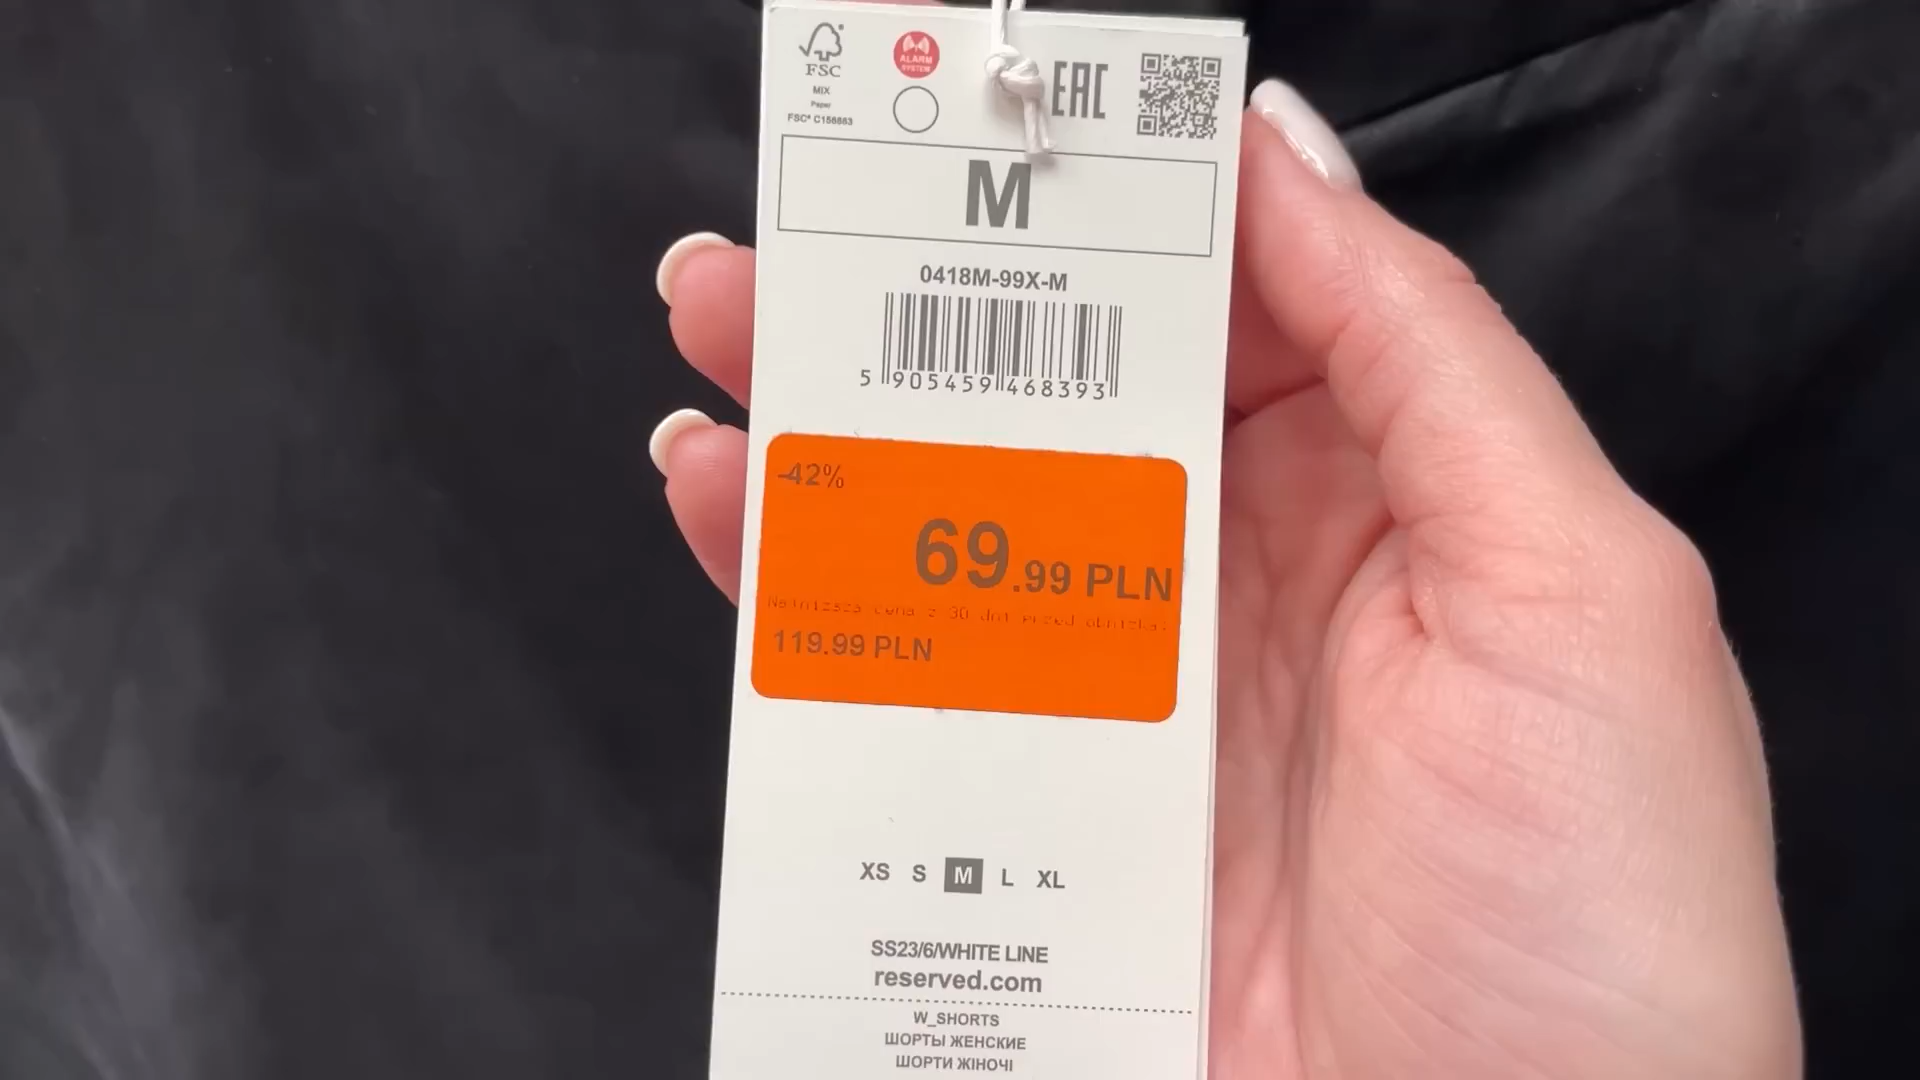 FSC
MIX
Paper
FSC® C156663
ALARM
SYSTEM
EAC
M
0418M-99X-M
5 905459 468393
-42%
69.99 PLN
Najniższa cena z 30 dni przed obniżką:
119.99 PLN
XS S M L XL
SS23/6/WHITE LINE
reserved.com
W_SHORTS
ШОРТЫ ЖЕНСКИЕ
ШОРТИ ЖІНОЧІ